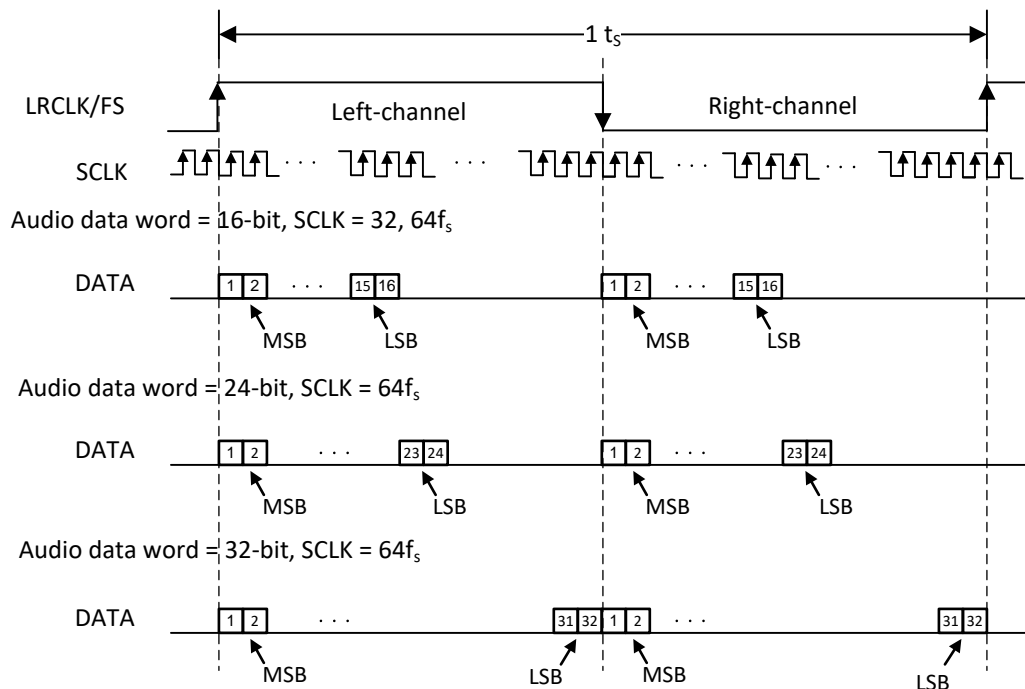 1 tS
LRCLK/FS
Left-channel
Right-channel
SCLK
. . .
. . .
. . .
. . .
Audio data word = 16-bit, SCLK = 32, 64fs
DATA
1 2 . . . 15 16 1 2 . . . 15 16
MSB LSB MSB LSB
Audio data word = 24-bit, SCLK = 64fs
DATA
1 2 . . . 23 24 1 2 . . . 23 24
MSB LSB MSB LSB
Audio data word = 32-bit, SCLK = 64fs
DATA
1 2 . . . 31 32 1 2 . . . 31 32
MSB LSB MSB LSB